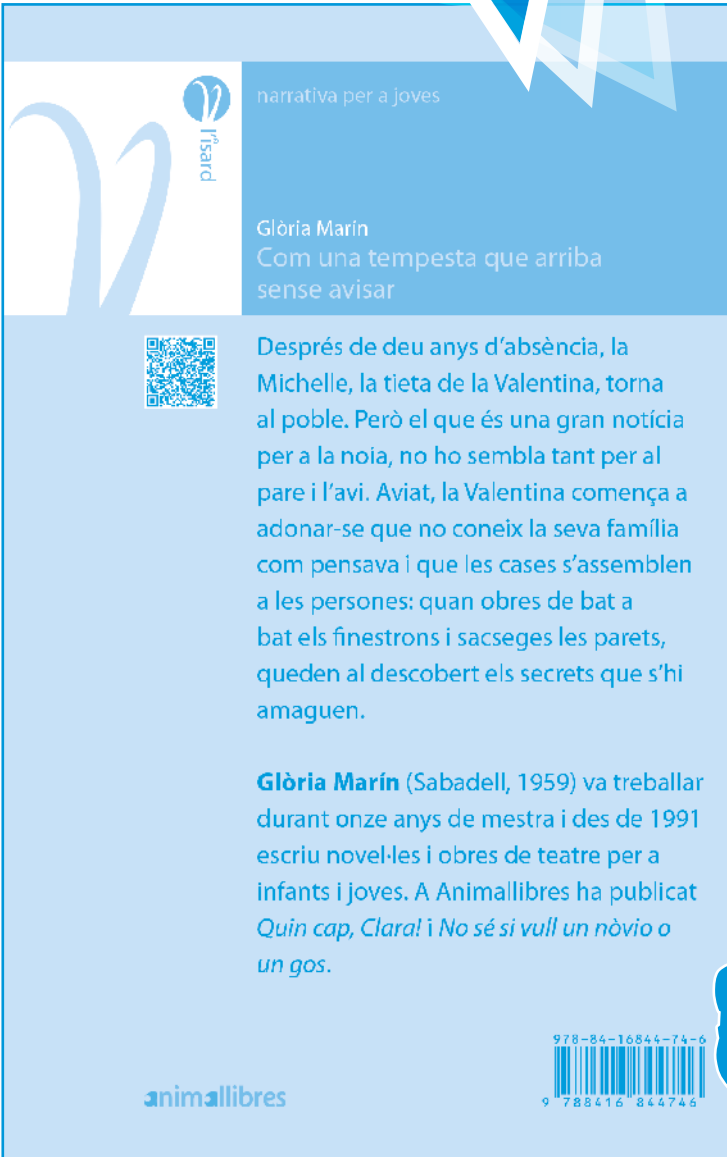 narrativa per a joves
l'isard
Glòria Marin
Com una tempesta que arriba
sense avisar
Després de deu anys d'absència, la
Michelle, la tieta de la Valentina, torna
al poble. Però el que és una gran notícia
per a la noia, no ho sembla tant per al
pare i l'avi. Aviat, la Valentina comença a
adonar-se que no coneix la seva família
com pensava i que les cases s'assemblen
a les persones: quan obres de bat a
bat els finestrons i sacseges les parets,
queden al descobert els secrets que s'hi
amaguen.
Glòria Marín (Sabadell, 1959) va treballar
durant onze anys de mestra i des de 1991
escriu novel·les i obres de teatre per a
infants i joves. A Animallibres ha publicat
Quin cap, Clara! i No sé si vull un nòvio o
un gos.
978-84-16844-74-6
9 788416 844746
animallibres